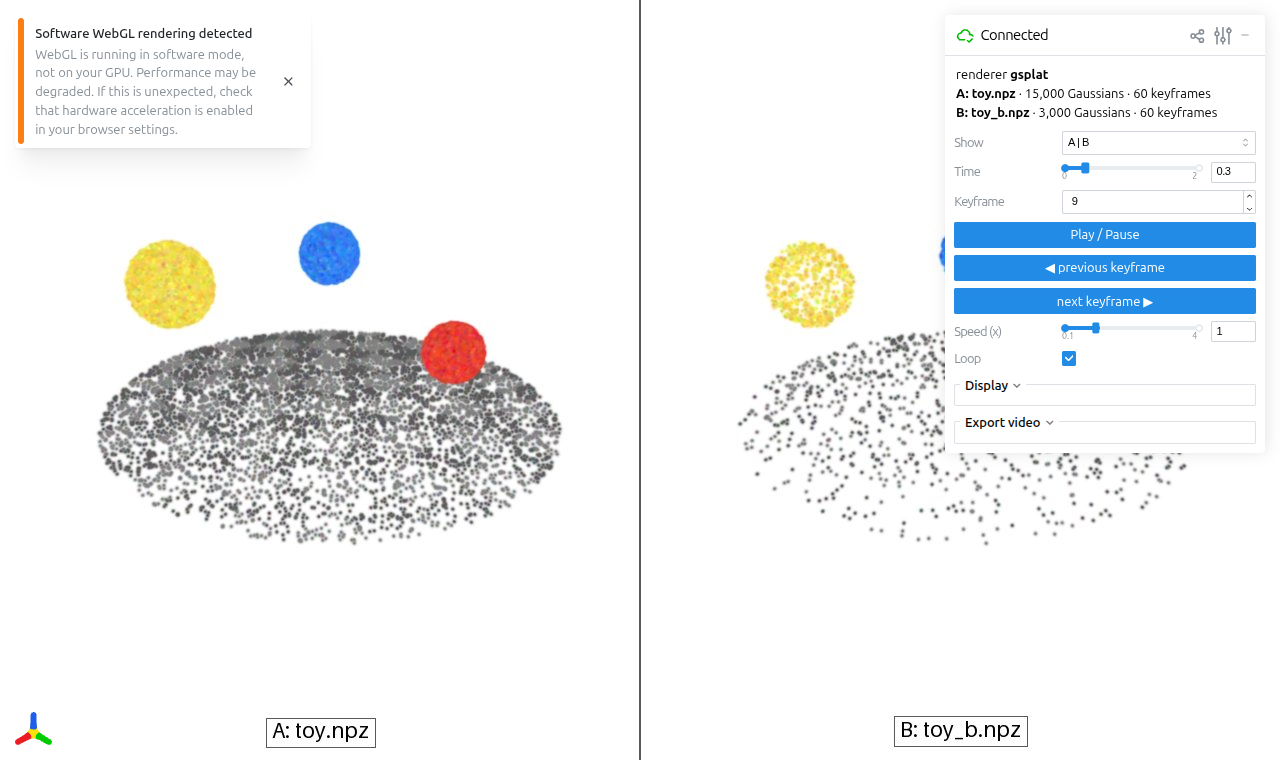 Software WebGL rendering detected
WebGL is running in software mode,
not on your GPU. Performance may be
degraded. If this is unexpected, check
that hardware acceleration is enabled
in your browser settings.
Connected
renderer gsplat
A: toy.npz · 15,000 Gaussians · 60 keyframes
B: toy_b.npz · 3,000 Gaussians · 60 keyframes
Show A|B
Time 0 2 0.3
Keyframe 9
Play / Pause
◀ previous keyframe
next keyframe ▶
Speed (x) 0.1 4 1
Loop
Display
Export video
A: toy.npz
B: toy_b.npz